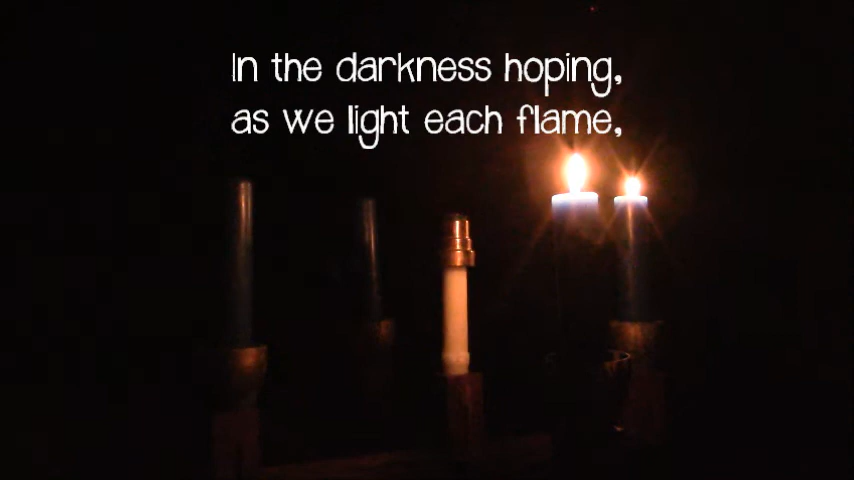 In the darkness hoping,
as we light each flame,